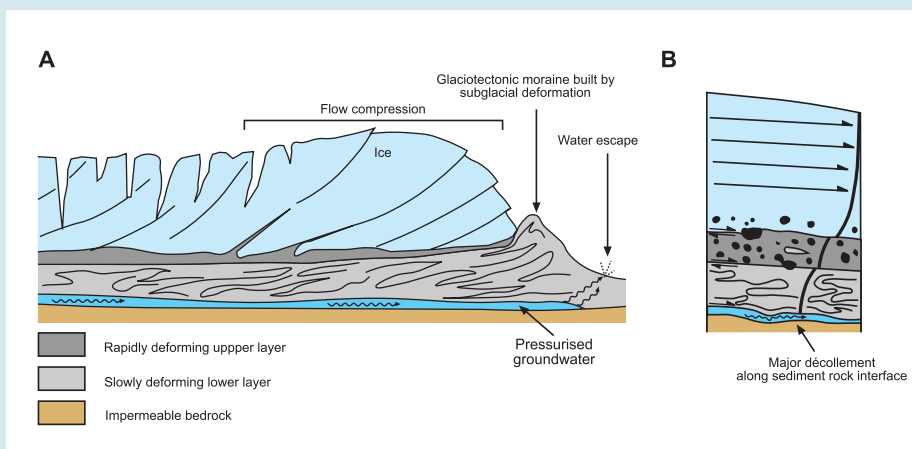 A
B
Glaciotectonic moraine built by
subglacial deformation
Flow compression
Water escape
Ice
Pressurised
groundwater
Rapidly deforming uppper layer
Slowly deforming lower layer
Impermeable bedrock
Major décollement
along sediment rock interface